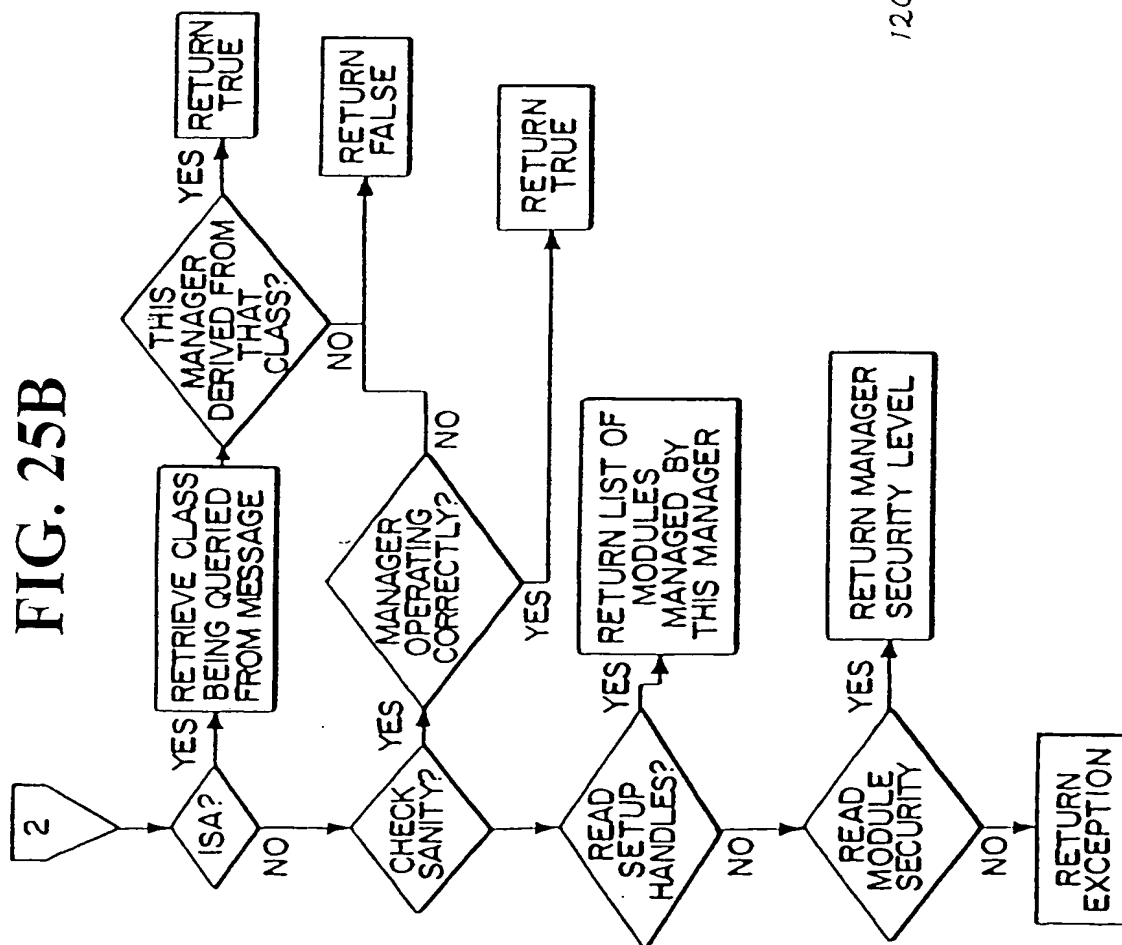 FIG. 25B
2
ISA?
YES
NO
RETRIEVE CLASS
BEING QUERIED
FROM MESSAGE
THIS
MANAGER
DERIVED FROM
THAT
CLASS?
YES
NO
RETURN
TRUE
RETURN
FALSE
CHECK
SANITY?
YES
MANAGER
OPERATING
CORRECTLY?
NO
YES
RETURN
TRUE
READ
SETUP
HANDLES?
YES
NO
RETURN LIST OF
MODULES
MANAGED BY
THIS MANAGER
READ
MODULE
SECURITY
YES
NO
RETURN MANAGER
SECURITY LEVEL
RETURN
EXCEPTION